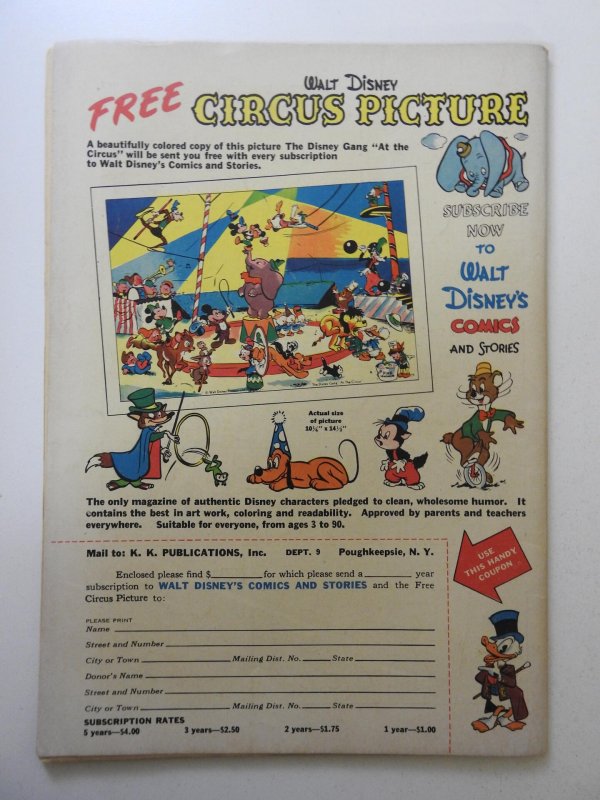 FREE
WALT DISNEY
CIRCUS PICTURE
A beautifully colored copy of this picture The Disney Gang "At the
Circus" will be sent you free with every subscription
to Walt Disney's Comics and Stories.
SUBSCRIBE
NOW
TO
WALT
DISNEY'S
COMICS
AND STORIES
© Walt Disney
The Disney Gang At The Circus
Actual size
of picture
10¼" x 14½"
The only magazine of authentic Disney characters pledged to clean, wholesome humor. It
contains the best in art work, coloring and readability. Approved by parents and teachers
everywhere. Suitable for everyone, from ages 3 to 90.
Mail to: K. K. PUBLICATIONS, Inc. DEPT. 9 Poughkeepsie, N. Y.
USE
THIS HANDY
COUPON
Enclosed please find $ for which please send a year
subscription to WALT DISNEY'S COMICS AND STORIES and the Free
Circus Picture to:
PLEASE PRINT
Name
Street and Number
City or Town Mailing Dist. No. State
Donor's Name
Street and Number
City or Town Mailing Dist. No. State
SUBSCRIPTION RATES
5 years—$4.00 3 years—$2.50 2 years—$1.75 1 year—$1.00